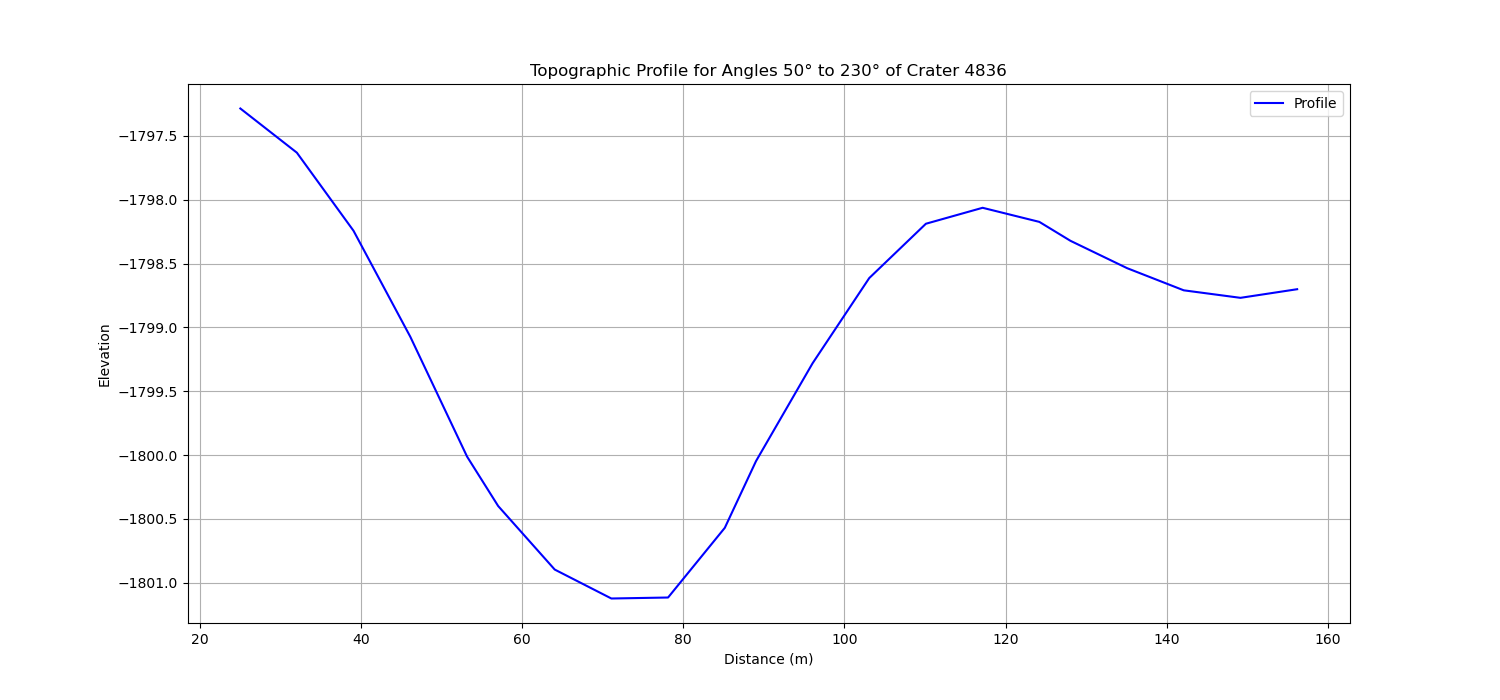 Topographic Profile for Angles 50° to 230° of Crater 4836
Profile
−1797.5
−1798.0
−1798.5
−1799.0
−1799.5
−1800.0
−1800.5
−1801.0
Elevation
20 40 60 80 100 120 140 160
Distance (m)